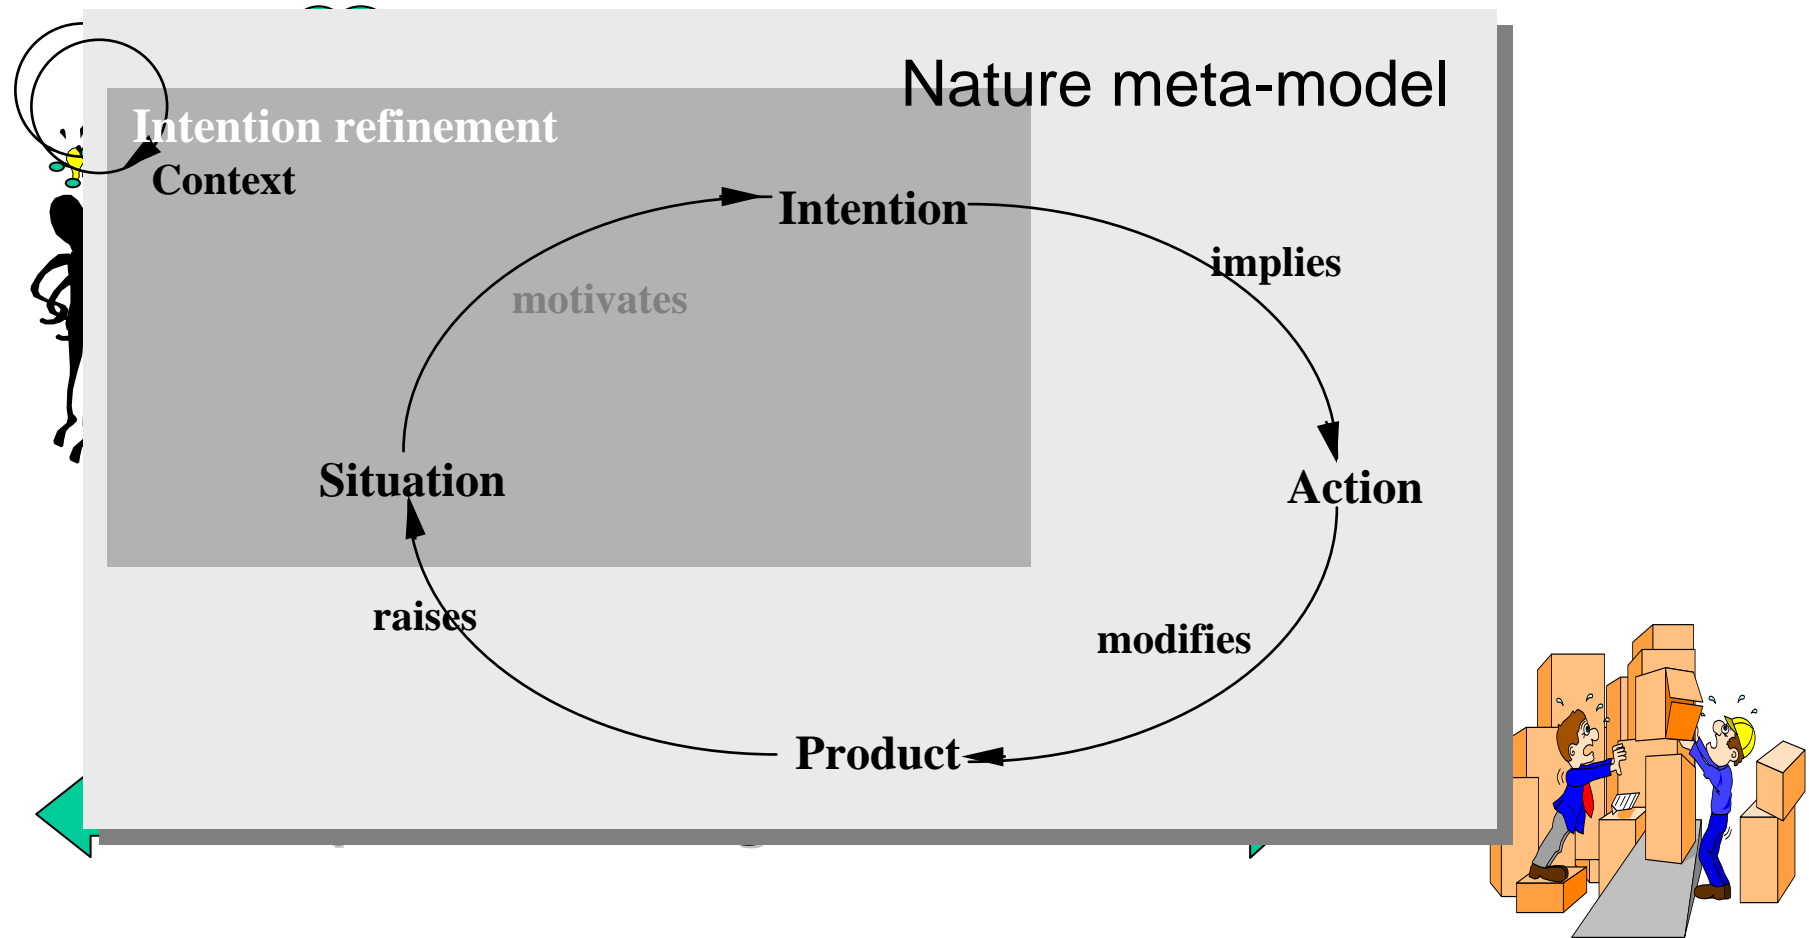 Nature meta-model
Intention refinement
Context
Intention
implies
motivates
Situation
Action
raises
modifies
Product